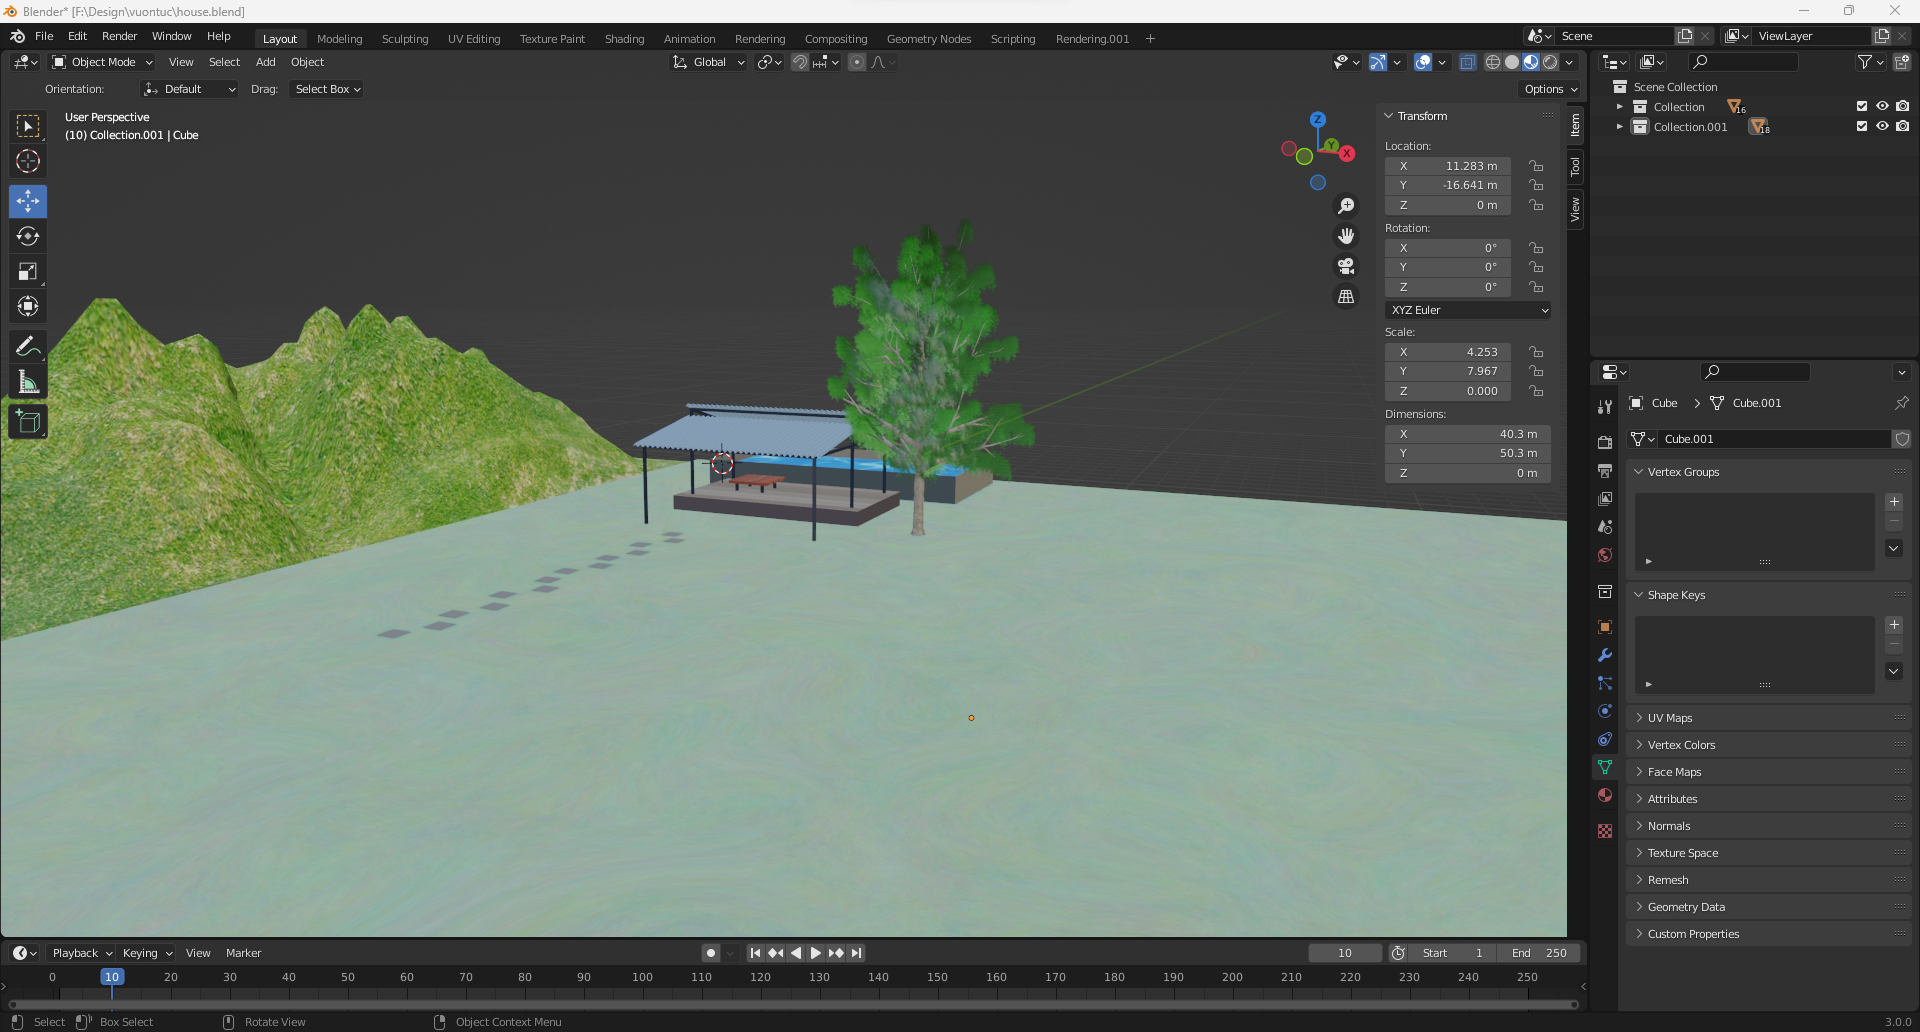 Blender* [F:\Design\vuontuc\house.blend]
File Edit Render Window Help Layout Modeling Sculpting UV Editing Texture Paint Shading Animation Rendering Compositing Geometry Nodes Scripting Rendering.001 + Scene ViewLayer
Object Mode View Select Add Object Global
Orientation: Default Drag: Select Box Options
User Perspective
(10) Collection.001 | Cube
Z
Y
X
Transform
Location:
X 11.283 m
Y -16.641 m
Z 0 m
Rotation:
X 0°
Y 0°
Z 0°
XYZ Euler
Scale:
X 4.253
Y 7.967
Z 0.000
Dimensions:
X 40.3 m
Y 50.3 m
Z 0 m
Item
Tool
View
Scene Collection
Collection 16
Collection.001 18
Cube > Cube.001
Cube.001
Vertex Groups
Shape Keys
UV Maps
Vertex Colors
Face Maps
Attributes
Normals
Texture Space
Remesh
Geometry Data
Custom Properties
Playback Keying View Marker 10 Start 1 End 250
0 10 20 30 40 50 60 70 80 90 100 110 120 130 140 150 160 170 180 190 200 210 220 230 240 250
Select Box Select Rotate View Object Context Menu 3.0.0